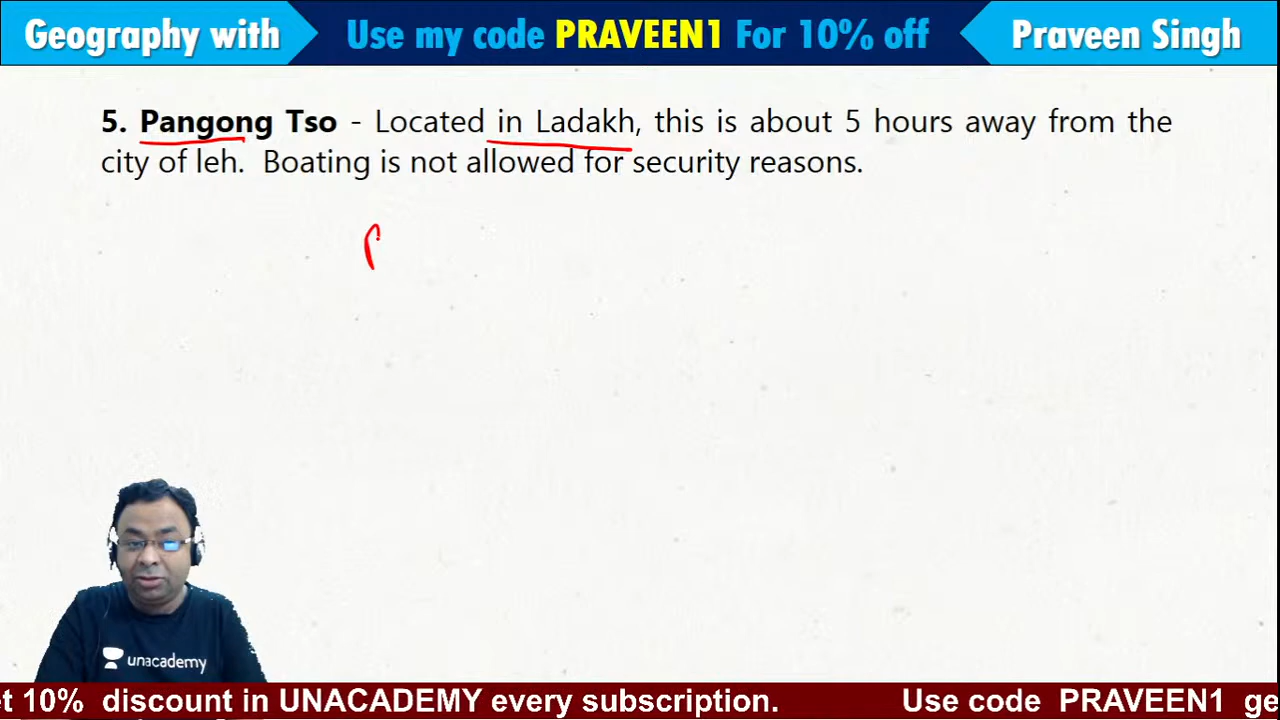 Geography with
Use my code PRAVEEN1 For 10% off
Praveen Singh
5. Pangong Tso - Located in Ladakh, this is about 5 hours away from the
city of leh. Boating is not allowed for security reasons.
unacademy
et 10% discount in UNACADEMY every subscription. Use code PRAVEEN1 ge